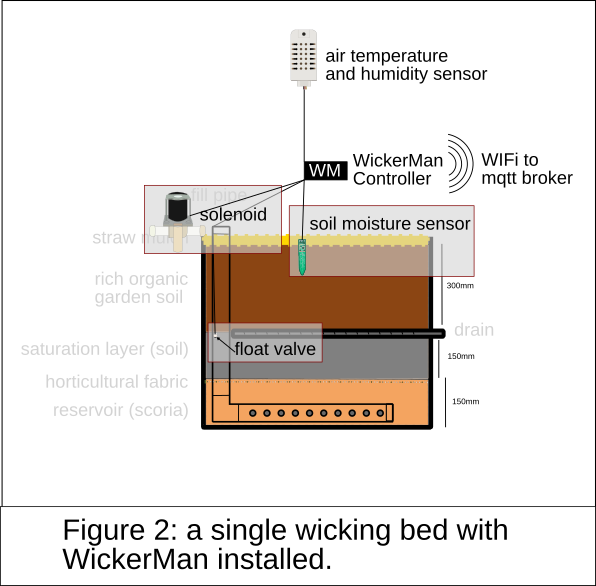 air temperature
and humidity sensor
WM
WickerMan
Controller
WIFi to
mqtt broker
fill pipe
solenoid
soil moisture sensor
straw mulch
rich organic
garden soil
300mm
drain
float valve
saturation layer (soil)
150mm
horticultural fabric
150mm
reservoir (scoria)
Figure 2: a single wicking bed with
WickerMan installed.